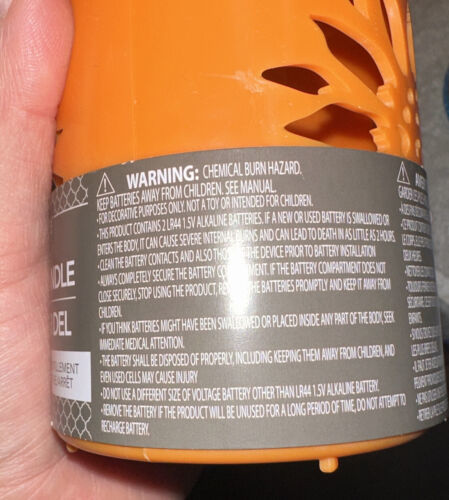 WARNING: CHEMICAL BURN HAZARD.
KEEP BATTERIES AWAY FROM CHILDREN. SEE MANUAL.
• FOR DECORATIVE PURPOSES ONLY. NOT A TOY OR INTENDED FOR CHILDREN.
• THIS PRODUCT CONTAINS 2 LR44 1.5V ALKALINE BATTERIES. IF A NEW OR USED BATTERY IS SWALLOWED OR
ENTERS THE BODY, IT CAN CAUSE SEVERE INTERNAL BURNS AND CAN LEAD TO DEATH IN AS LITTLE AS 2 HOURS.
• CLEAN THE BATTERY CONTACTS AND ALSO THOSE OF THE DEVICE PRIOR TO BATTERY INSTALLATION
• ALWAYS COMPLETELY SECURE THE BATTERY COMPARTMENT. IF THE BATTERY COMPARTMENT DOES NOT
CLOSE SECURELY, STOP USING THE PRODUCT, REMOVE THE BATTERIES PROMPTLY AND KEEP IT AWAY FROM
CHILDREN.
• IF YOU THINK BATTERIES MIGHT HAVE BEEN SWALLOWED OR PLACED INSIDE ANY PART OF THE BODY, SEEK
IMMEDIATE MEDICAL ATTENTION.
• THE BATTERY SHALL BE DISPOSED OF PROPERLY, INCLUDING KEEPING THEM AWAY FROM CHILDREN, AND
EVEN USED CELLS MAY CAUSE INJURY
• DO NOT USE A DIFFERENT SIZE OF VOLTAGE BATTERY OTHER THAN LR44 1.5V ALKALINE BATTERY.
• REMOVE THE BATTERY IF THE PRODUCT WILL BE UNUSED FOR A LONG PERIOD OF TIME, DO NOT ATTEMPT TO
RECHARGE BATTERY.
NDLE
DEL